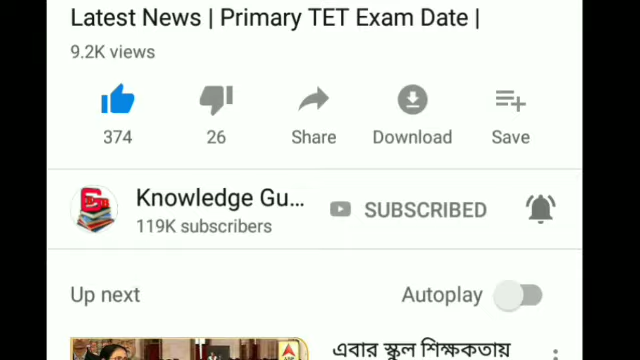 Latest News | Primary TET Exam Date |
9.2K views
374 26 Share Download Save
Knowledge Gu...
119K subscribers
SUBSCRIBED
Up next Autoplay
এবার স্কুল শিক্ষকতায়